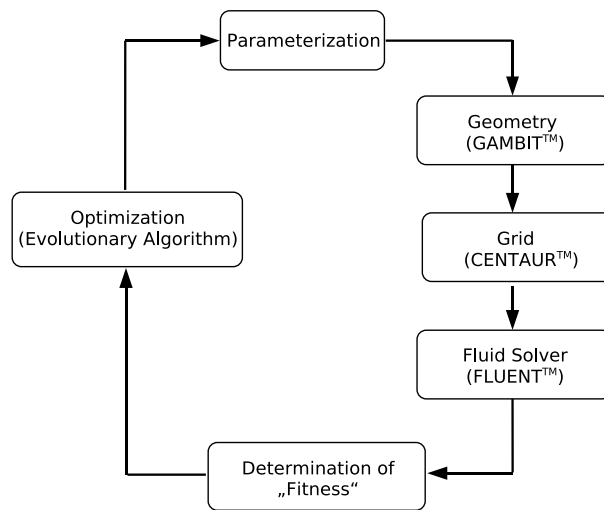 Parameterization
Geometry
(GAMBIT™)
Grid
(CENTAUR™)
Fluid Solver
(FLUENT™)
Determination of
„Fitness“
Optimization
(Evolutionary Algorithm)